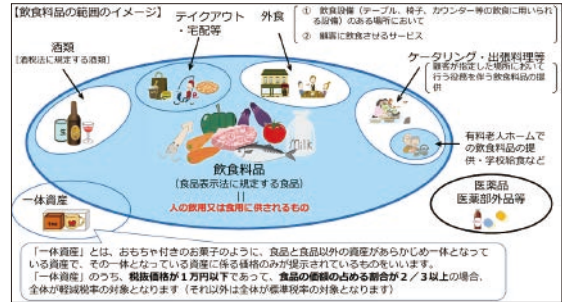 【飲食料品の範囲のイメージ】
テイクアウト
・宅配等
外食
① 飲食設備（テーブル、椅子、カウンター等の飲食に用いられ
る設備）のある場所において
② 顧客に飲食させるサービス
酒類
[酒税法に規定する酒類]
ケータリング・出張料理等
顧客が指定した場所において
行う役務を伴う飲食料品の提
供
Milk
有料老人ホームで
の飲食料品の提
供・学校給食など
飲食料品
（食品表示法に規定する食品）
||
人の飲用又は食用に供されるもの
一体資産
医薬品
医薬部外品等
「一体資産」とは、おもちゃ付きのお菓子のように、食品と食品以外の資産があらかじめ一体となって
いる資産で、その一体となっている資産に係る価格のみが提示されているものをいいます。
「一体資産」のうち、税抜価格が１万円以下であって、食品の価額の占める割合が２／３以上の場合、
全体が軽減税率の対象となります（それ以外は全体が標準税率の対象となります）